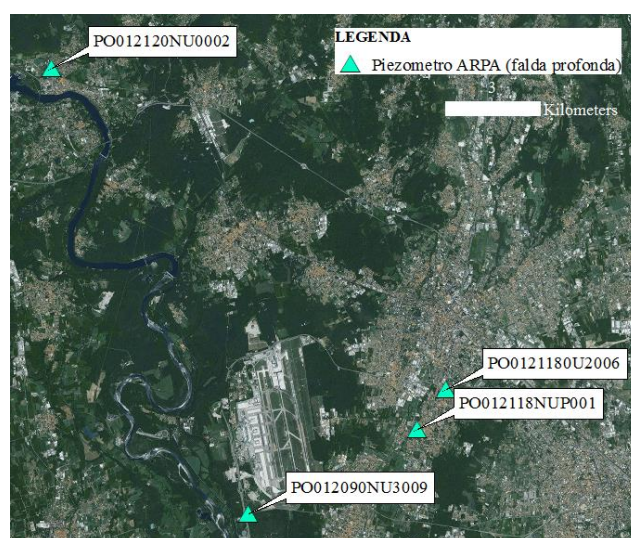 PO012120NU0002
LEGENDA
Piezometro ARPA (falda profonda)
3
Kilometers
PO0121180U2006
PO012118NUP001
PO012090NU3009